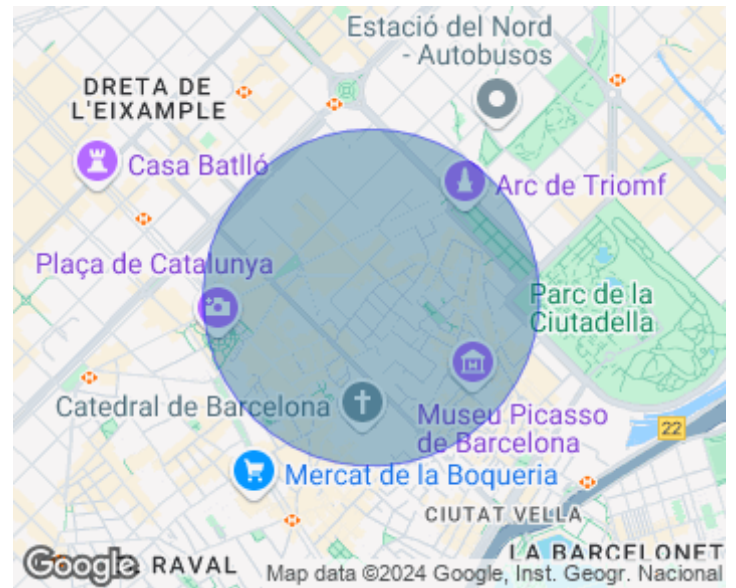 Estació del Nord
- Autobusos
DRETA DE
L'EIXAMPLE
Casa Batlló
Arc de Triomf
Plaça de Catalunya
Parc de la
Ciutadella
Catedral de Barcelona
Museu Picasso
de Barcelona
22
Mercat de la Boqueria
CIUTAT VELLA
LA BARCELONET
Google
RAVAL
Map data ©2024 Google, Inst. Geogr. Nacional